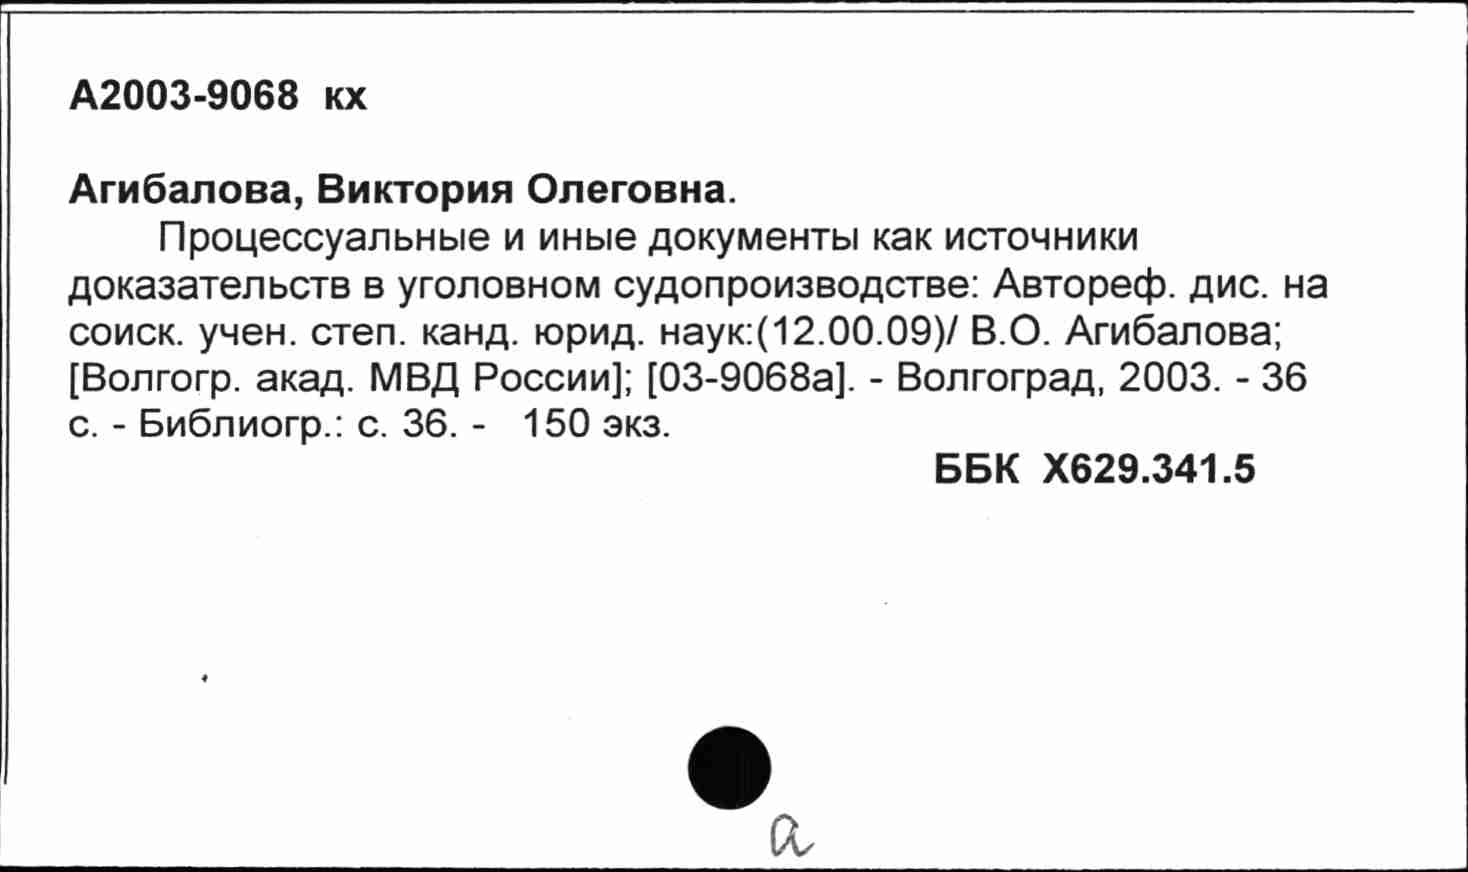 А2003-9068 кх
Агибалова, Виктория Олеговна.
Процессуальные и иные документы как источники
доказательств в уголовном судопроизводстве: Автореф. дис. на
соиск. учен. степ. канд. юрид. наук:(12.00.09)/ В.О. Агибалова;
[Волгогр. акад. МВД России]; [03-9068а]. - Волгоград, 2003. - 36
с. - Библиогр.: с. 36. - 150 экз.
ББК Х629.341.5
а